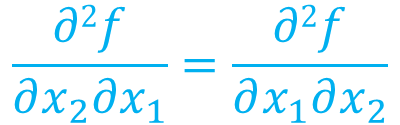 ∂²f/∂x₂∂x₁ = ∂²f/∂x₁∂x₂